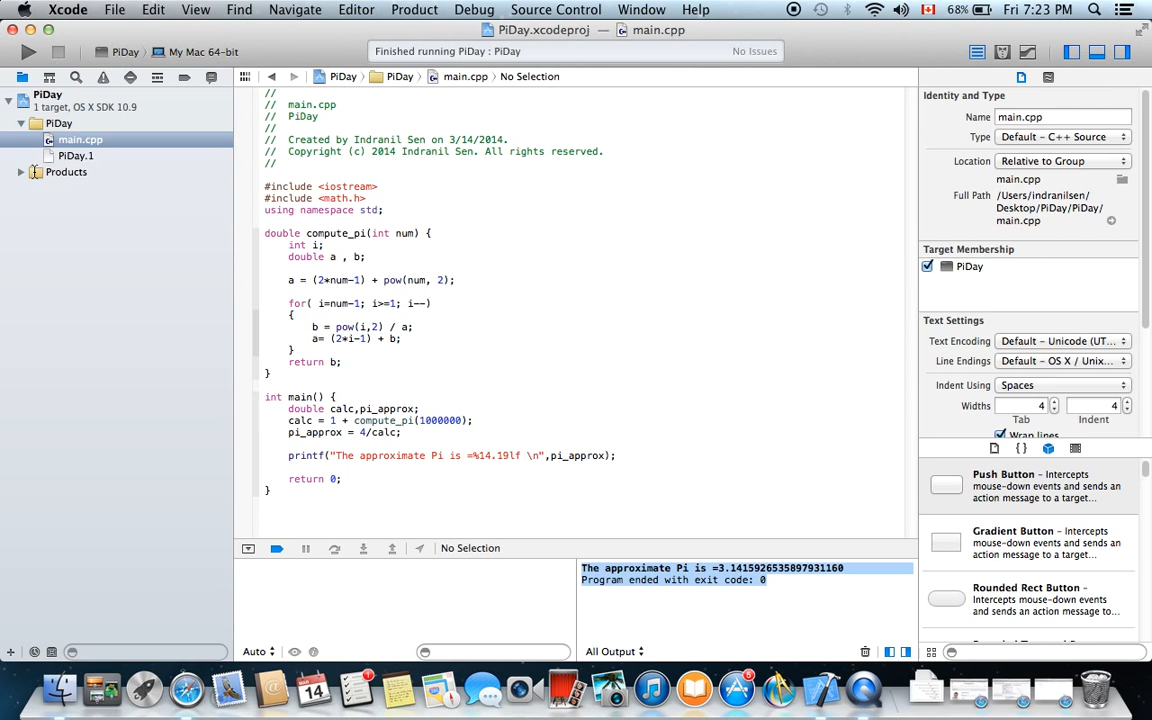 Xcode File Edit View Find Navigate Editor Product Debug Source Control Window Help 68% Fri 7:23 PM
PiDay.xcodeproj — main.cpp
PiDay My Mac 64-bit
Finished running PiDay : PiDay No Issues
PiDay PiDay main.cpp No Selection
PiDay
1 target, OS X SDK 10.9
PiDay
main.cpp
PiDay.1
Products
//
// main.cpp
// PiDay
//
// Created by Indranil Sen on 3/14/2014.
// Copyright (c) 2014 Indranil Sen. All rights reserved.
//
#include <iostream>
#include <math.h>
using namespace std;
double compute_pi(int num) {
int i;
double a , b;
a = (2*num-1) + pow(num, 2);
for( i=num-1; i>=1; i--)
{
b = pow(i,2) / a;
a= (2*i-1) + b;
}
return b;
}
int main() {
double calc,pi_approx;
calc = 1 + compute_pi(1000000);
pi_approx = 4/calc;
printf("The approximate Pi is =%14.19lf \n",pi_approx);
return 0;
}
No Selection
The approximate Pi is =3.1415926535897931160
Program ended with exit code: 0
Auto
All Output
Identity and Type
Name main.cpp
Type Default - C++ Source
Location Relative to Group
main.cpp
Full Path /Users/indranilsen/
Desktop/PiDay/PiDay/
main.cpp
Target Membership
PiDay
Text Settings
Text Encoding Default - Unicode (UT...
Line Endings Default - OS X / Unix...
Indent Using Spaces
Widths 4 4
Tab Indent
Wrap lines
{ }
Push Button - Intercepts
mouse-down events and sends an
action message to a target...
Gradient Button - Intercepts
mouse-down events and sends an
action message to a target...
Rounded Rect Button -
Intercepts mouse-down events
and sends an action message to...
14
1
5